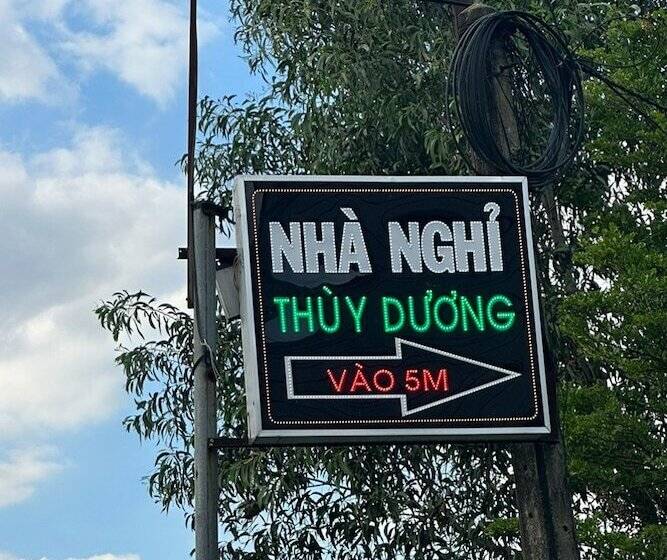 NHÀ NGHỈ
THÙY DƯƠNG
VÀO 5M